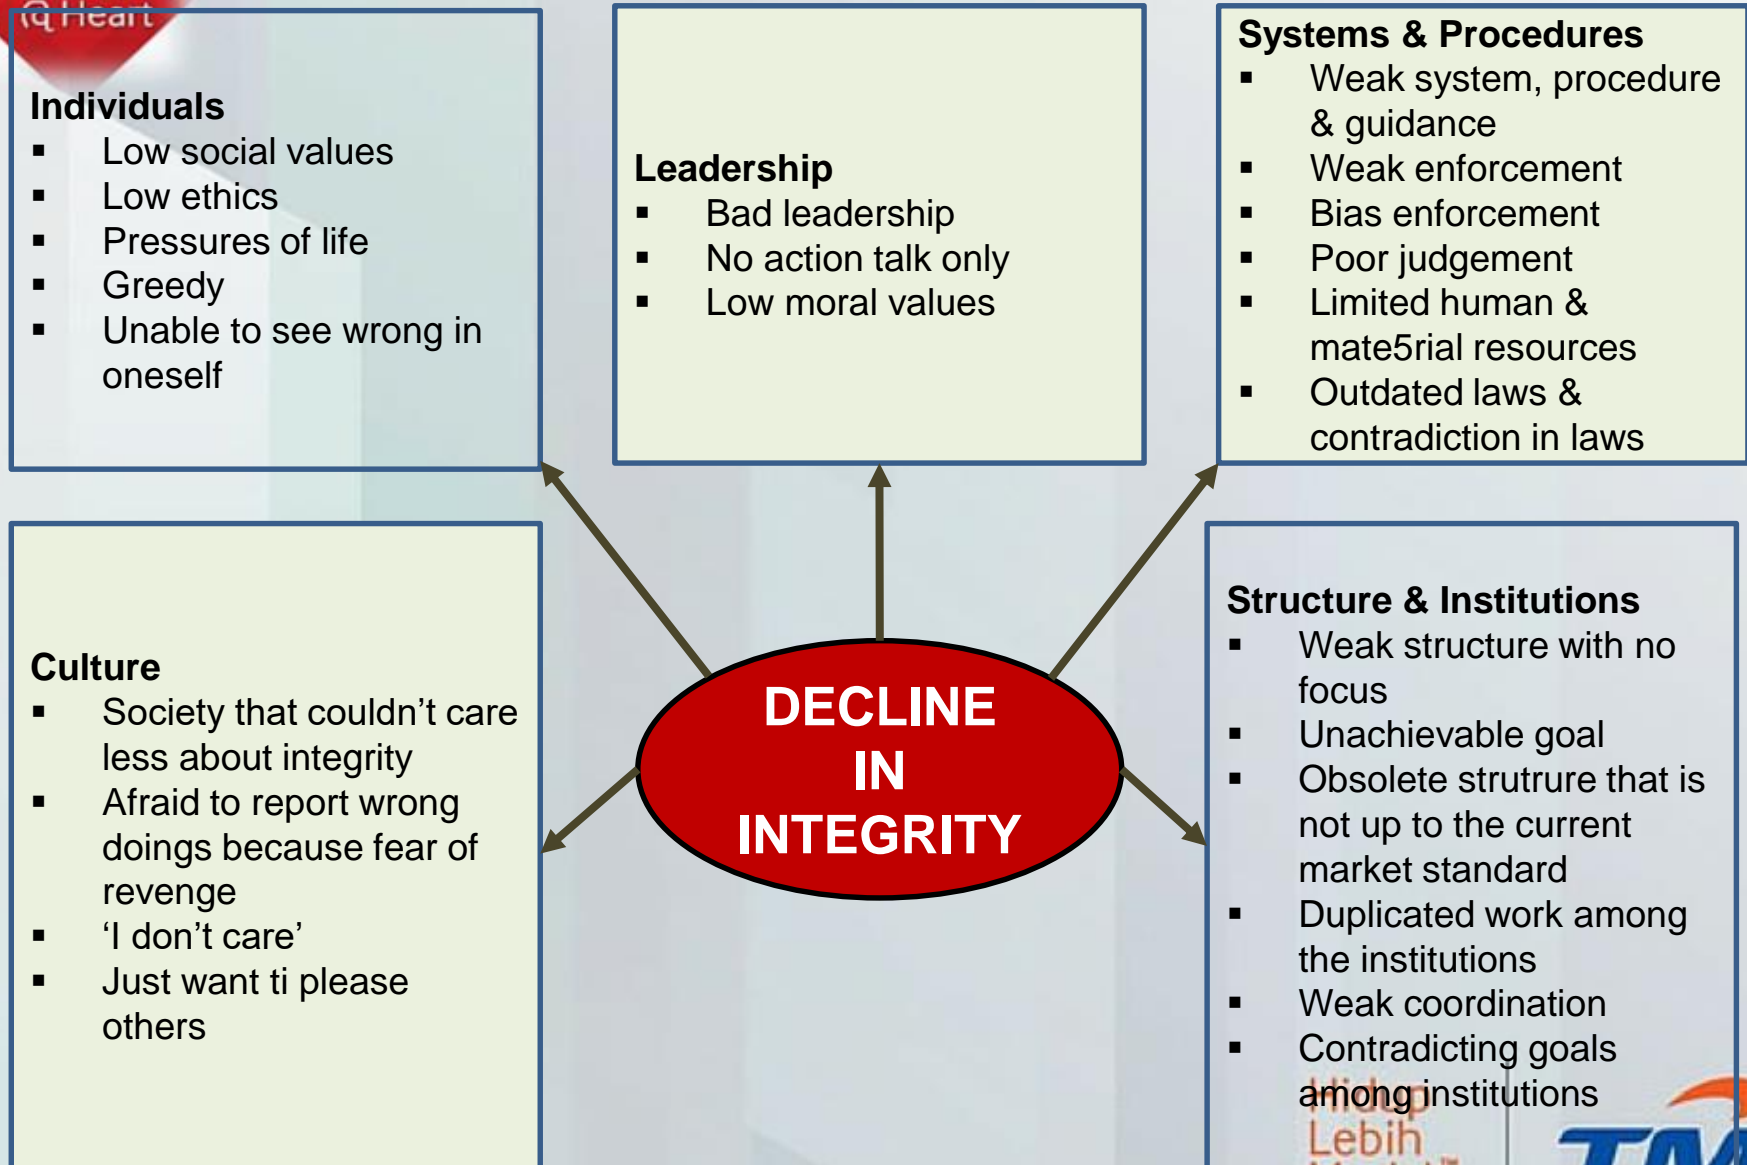 iQ Heart
Individuals
▪ Low social values
▪ Low ethics
▪ Pressures of life
▪ Greedy
▪ Unable to see wrong in
oneself
Leadership
▪ Bad leadership
▪ No action talk only
▪ Low moral values
Systems & Procedures
▪ Weak system, procedure
& guidance
▪ Weak enforcement
▪ Bias enforcement
▪ Poor judgement
▪ Limited human &
mate5rial resources
▪ Outdated laws &
contradiction in laws
Culture
▪ Society that couldn’t care
less about integrity
▪ Afraid to report wrong
doings because fear of
revenge
▪ ‘I don’t care’
▪ Just want ti please
others
DECLINE
IN
INTEGRITY
Structure & Institutions
▪ Weak structure with no
focus
▪ Unachievable goal
▪ Obsolete strutrure that is
not up to the current
market standard
▪ Duplicated work among
the institutions
▪ Weak coordination
▪ Contradicting goals
among institutions
Hidup
Lebih
TM